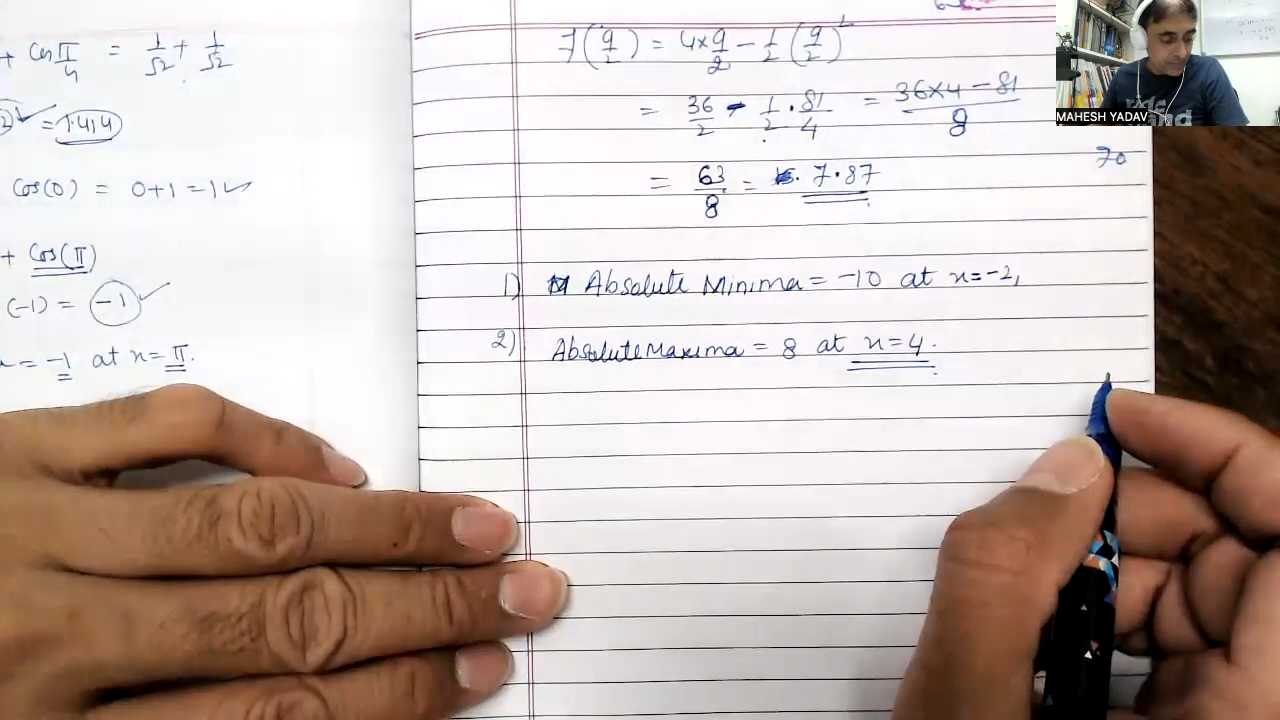 + Cos π/4 = 1/√2 + 1/√2
= 1.414
Cos(0) = 0+1 = 1 ✓
+ Cos(π)
(-1) = -1 ✓
= -1 at x = π.
f(9/2) = 4×9/2 - 1/2 (9/2)²
= 36/2 - 1/2 · 81/4 = 36×4 - 81/8
= 63/8 = 7.87
70
1) Absolute Minima = -10 at x=-2,
2) Absolute Maxima = 8 at x=4.
MAHESH YADAV